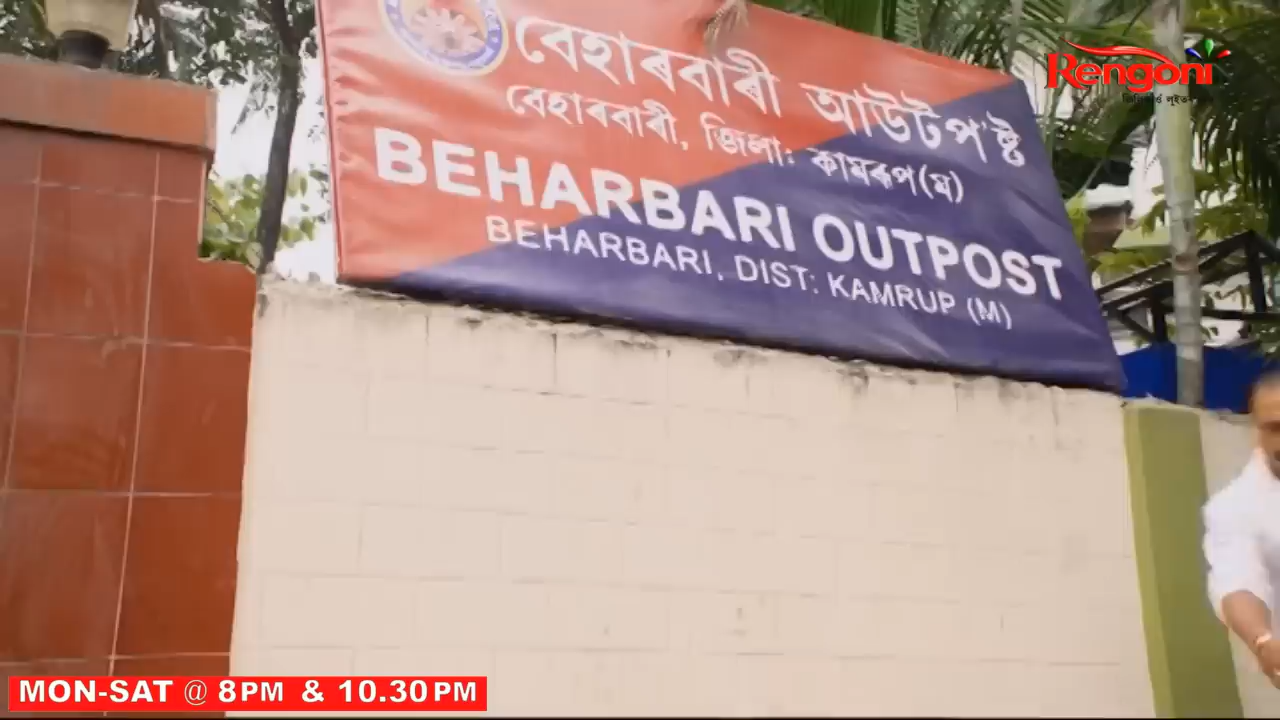 বেহাৰবাৰী আউটপ'ষ্ট
বেহাৰবাৰী, জিলা: কামৰূপ(ম)
BEHARBARI OUTPOST
BEHARBARI, DIST: KAMRUP (M)
Rengoni
MON-SAT @ 8PM & 10.30PM